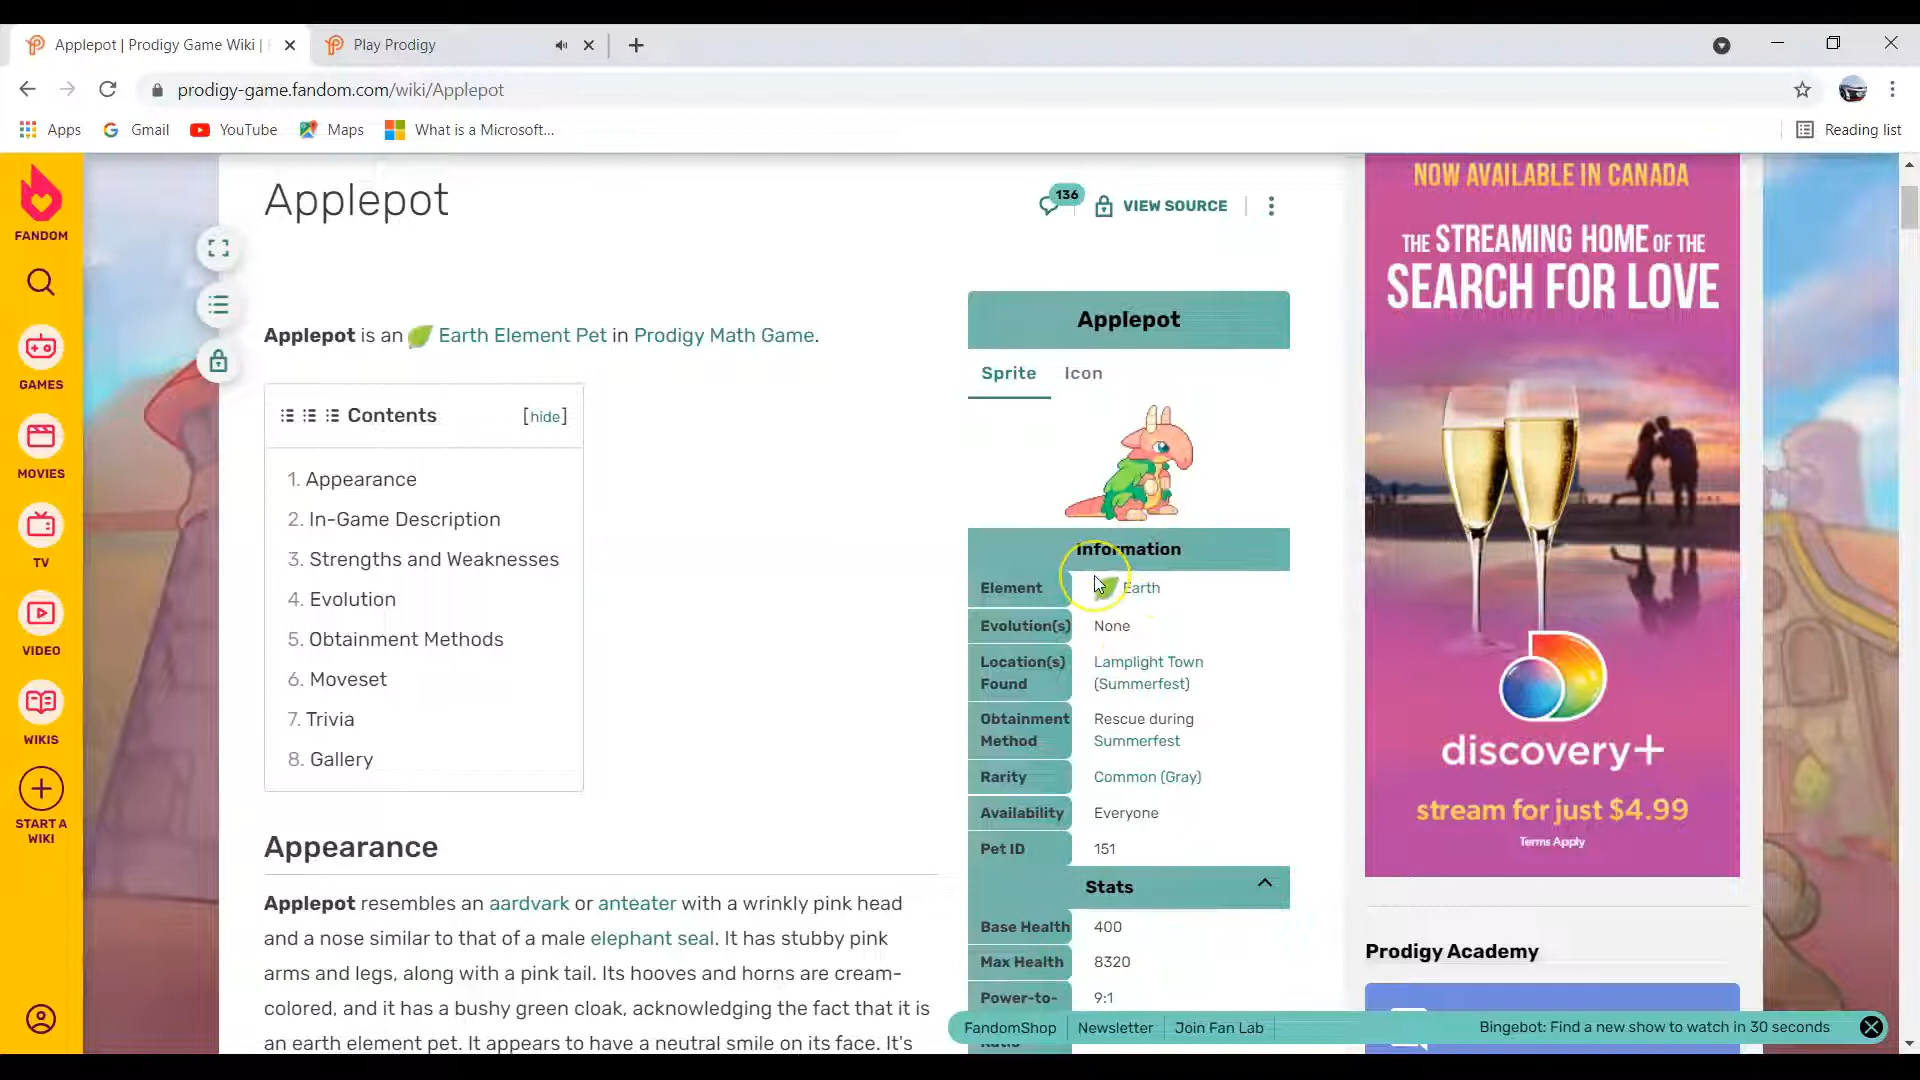 Applepot | Prodigy Game Wiki |
Play Prodigy
prodigy-game.fandom.com/wiki/Applepot
Apps
Gmail
YouTube
Maps
What is a Microsoft...
Reading list
FANDOM
GAMES
MOVIES
TV
VIDEO
WIKIS
START A
WIKI
Applepot
136
VIEW SOURCE
Applepot is an Earth Element Pet in Prodigy Math Game.
Contents [hide]
1. Appearance
2. In-Game Description
3. Strengths and Weaknesses
4. Evolution
5. Obtainment Methods
6. Moveset
7. Trivia
8. Gallery
Appearance
Applepot resembles an aardvark or anteater with a wrinkly pink head
and a nose similar to that of a male elephant seal. It has stubby pink
arms and legs, along with a pink tail. Its hooves and horns are cream-
colored, and it has a bushy green cloak, acknowledging the fact that it is
an earth element pet. It appears to have a neutral smile on its face. It's
Applepot
Sprite Icon
Information
Element Earth
Evolution(s) None
Location(s) Lamplight Town
Found (Summerfest)
Obtainment Rescue during
Method Summerfest
Rarity Common (Gray)
Availability Everyone
Pet ID 151
Stats
Base Health 400
Max Health 8320
Power-to- 9:1
NOW AVAILABLE IN CANADA
THE STREAMING HOME OF THE
SEARCH FOR LOVE
discovery+
stream for just $4.99
Terms Apply
Prodigy Academy
FandomShop Newsletter Join Fan Lab
Bingebot: Find a new show to watch in 30 seconds